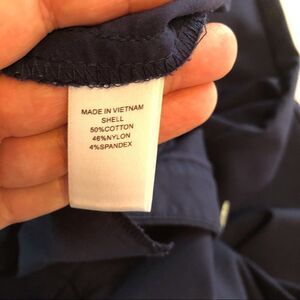 MADE IN VIETNAM
SHELL
50%COTTON
46%NYLON
4%SPANDEX